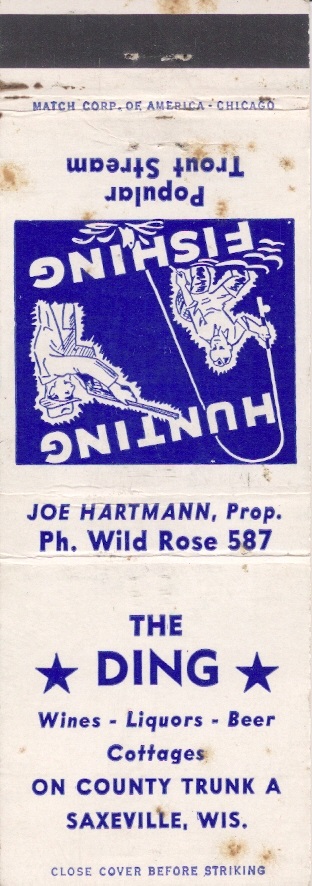 MATCH CORP. OF AMERICA - CHICAGO
Popular
Trout Stream
HUNTING
FISHING
JOE HARTMANN, Prop.
Ph. Wild Rose 587
THE
★ DING ★
Wines - Liquors - Beer
Cottages
ON COUNTY TRUNK A
SAXEVILLE, WIS.
CLOSE COVER BEFORE STRIKING